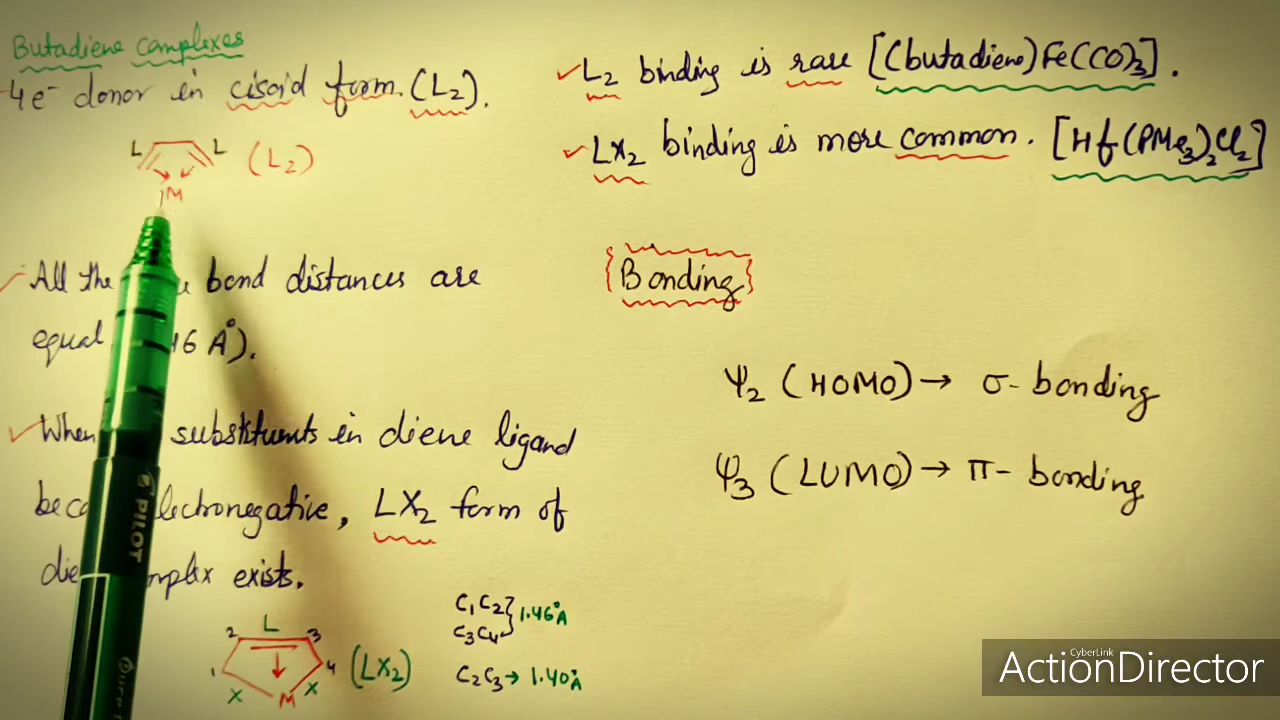 Butadiene complexes
4e⁻ donor in cisoid form. (L₂).
L L (L₂)
M
All the bond distances are
equal 46 A°).
When substituents in diene ligand
electronegative, LX₂ form of
complex exists.
2 L 3
1 4 (LX₂)
X M X
C₁C₂ } 1.46°A
C₃C₄
C₂C₃ → 1.40°A
✓ L₂ binding is rare [(butadiene)Fe(CO)₃].
✓ LX₂ binding is more common. [Hf(PMe₃)₂Cl₂]
{Bonding}
Ψ₂ (HOMO) → σ- bonding
Ψ₃ (LUMO) → π- bonding
PILOT
CyberLink
ActionDirector